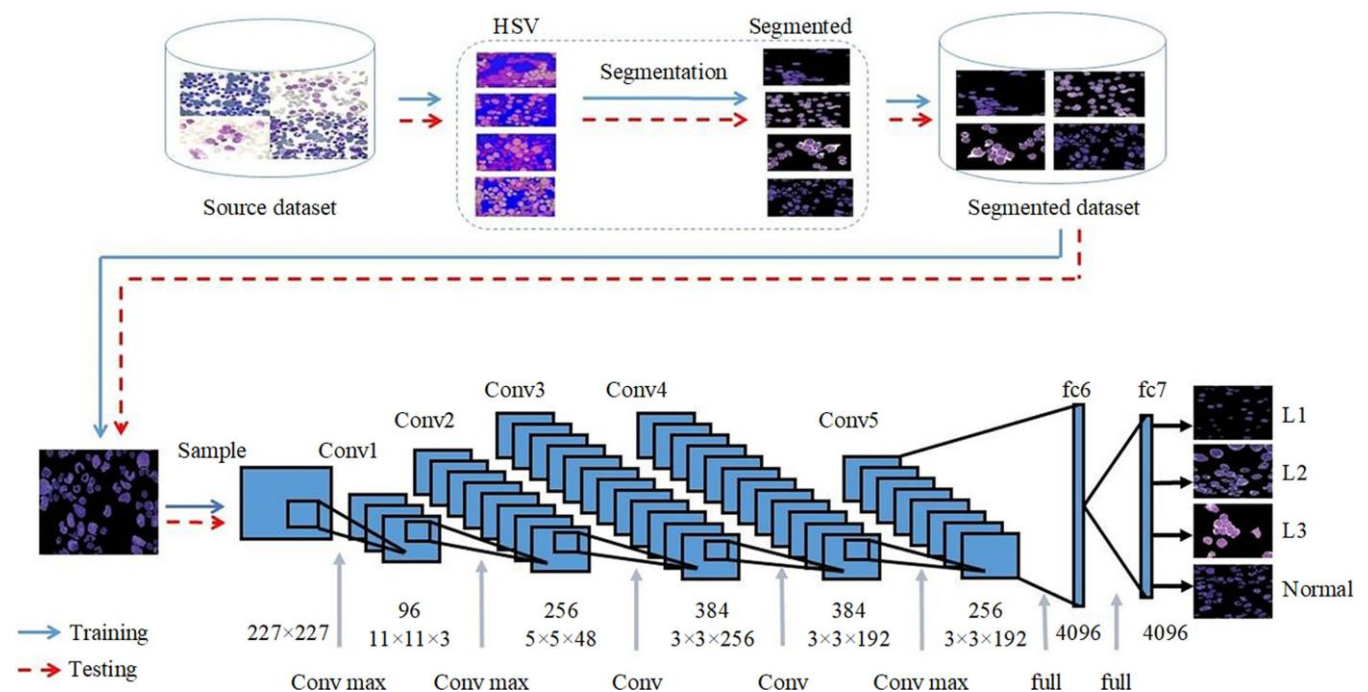 HSV
Segmented
Segmentation
Source dataset
Segmented dataset
Conv3
Conv4
fc6
fc7
Conv2
Conv5
L1
Sample
Conv1
L2
L3
Normal
96
256
384
384
256
227×227
11×11×3
5×5×48
3×3×256
3×3×192
3×3×192
4096
4096
Training
Testing
Conv max
Conv max
Conv
Conv
Conv max
full
full